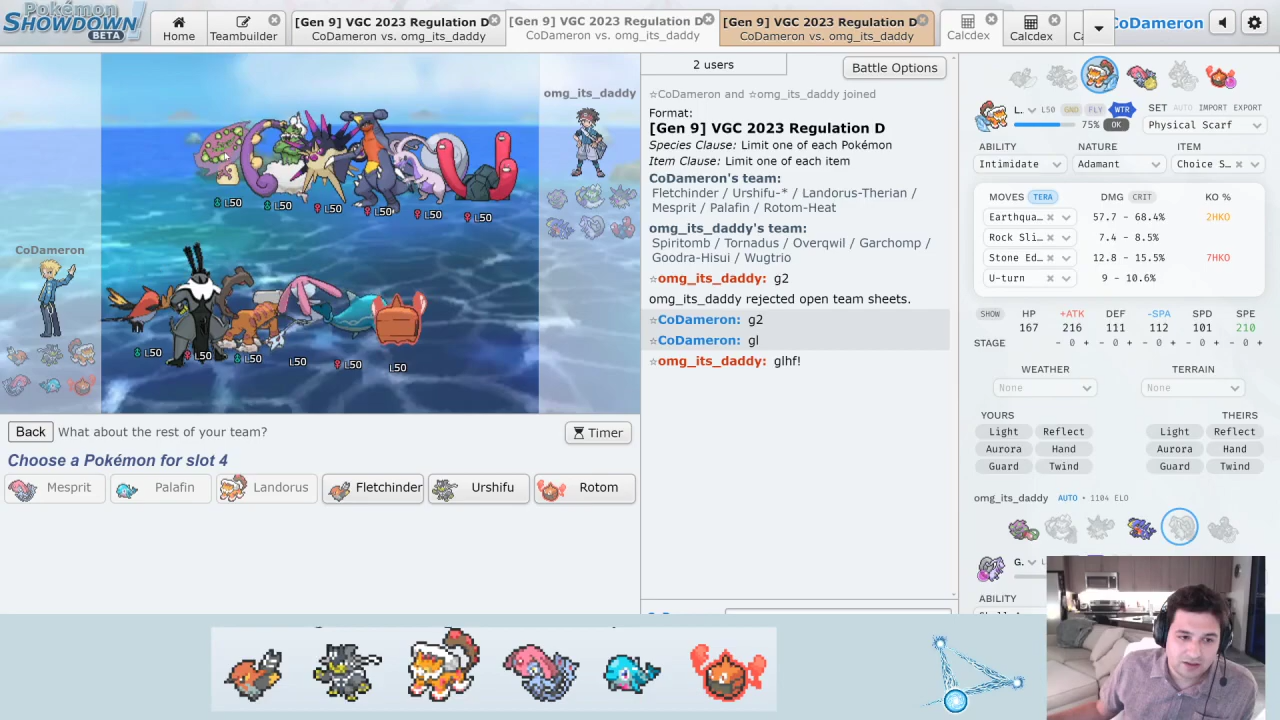 Pokémon
SHOWDOWN!
BETA
Home
Teambuilder
[Gen 9] VGC 2023 Regulation D
CoDameron vs. omg_its_daddy
[Gen 9] VGC 2023 Regulation D
CoDameron vs. omg_its_daddy
[Gen 9] VGC 2023 Regulation D
CoDameron vs. omg_its_daddy
Calcdex
Calcdex
CoDameron
omg_its_daddy
L50
L50
L50
L50
L50
L50
CoDameron
L50
L50
L50
L50
L50
L50
Back
What about the rest of your team?
Timer
Choose a Pokémon for slot 4
Mesprit
Palafin
Landorus
Fletchinder
Urshifu
Rotom
2 users
Battle Options
☆CoDameron and ☆omg_its_daddy joined
Format:
[Gen 9] VGC 2023 Regulation D
Species Clause: Limit one of each Pokémon
Item Clause: Limit one of each item
CoDameron's team:
Fletchinder / Urshifu-* / Landorus-Therian /
Mesprit / Palafin / Rotom-Heat
omg_its_daddy's team:
Spiritomb / Tornadus / Overqwil / Garchomp /
Goodra-Hisui / Wugtrio
☆omg_its_daddy: g2
omg_its_daddy rejected open team sheets.
☆CoDameron: g2
☆CoDameron: gl
☆omg_its_daddy: glhf!
L.. L50 GND FLY WTR
75% OK
SET AUTO IMPORT EXPORT
Physical Scarf
ABILITY NATURE ITEM
Intimidate Adamant Choice S...
MOVES TERA DMG CRIT KO %
Earthqua... 57.7 - 68.4% 2HKO
Rock Sli... 7.4 - 8.5%
Stone Ed... 12.8 - 15.5% 7HKO
U-turn 9 - 10.6%
SHOW HP +ATK DEF -SPA SPD SPE
167 216 111 112 101 210
STAGE - 0 + - 0 + - 0 + - 0 + - 0 +
WEATHER TERRAIN
None None
YOURS THEIRS
Light Reflect Light Reflect
Aurora Hand Aurora Hand
Guard Twind Guard Twind
omg_its_daddy AUTO • 1104 ELO
G.
ABILITY